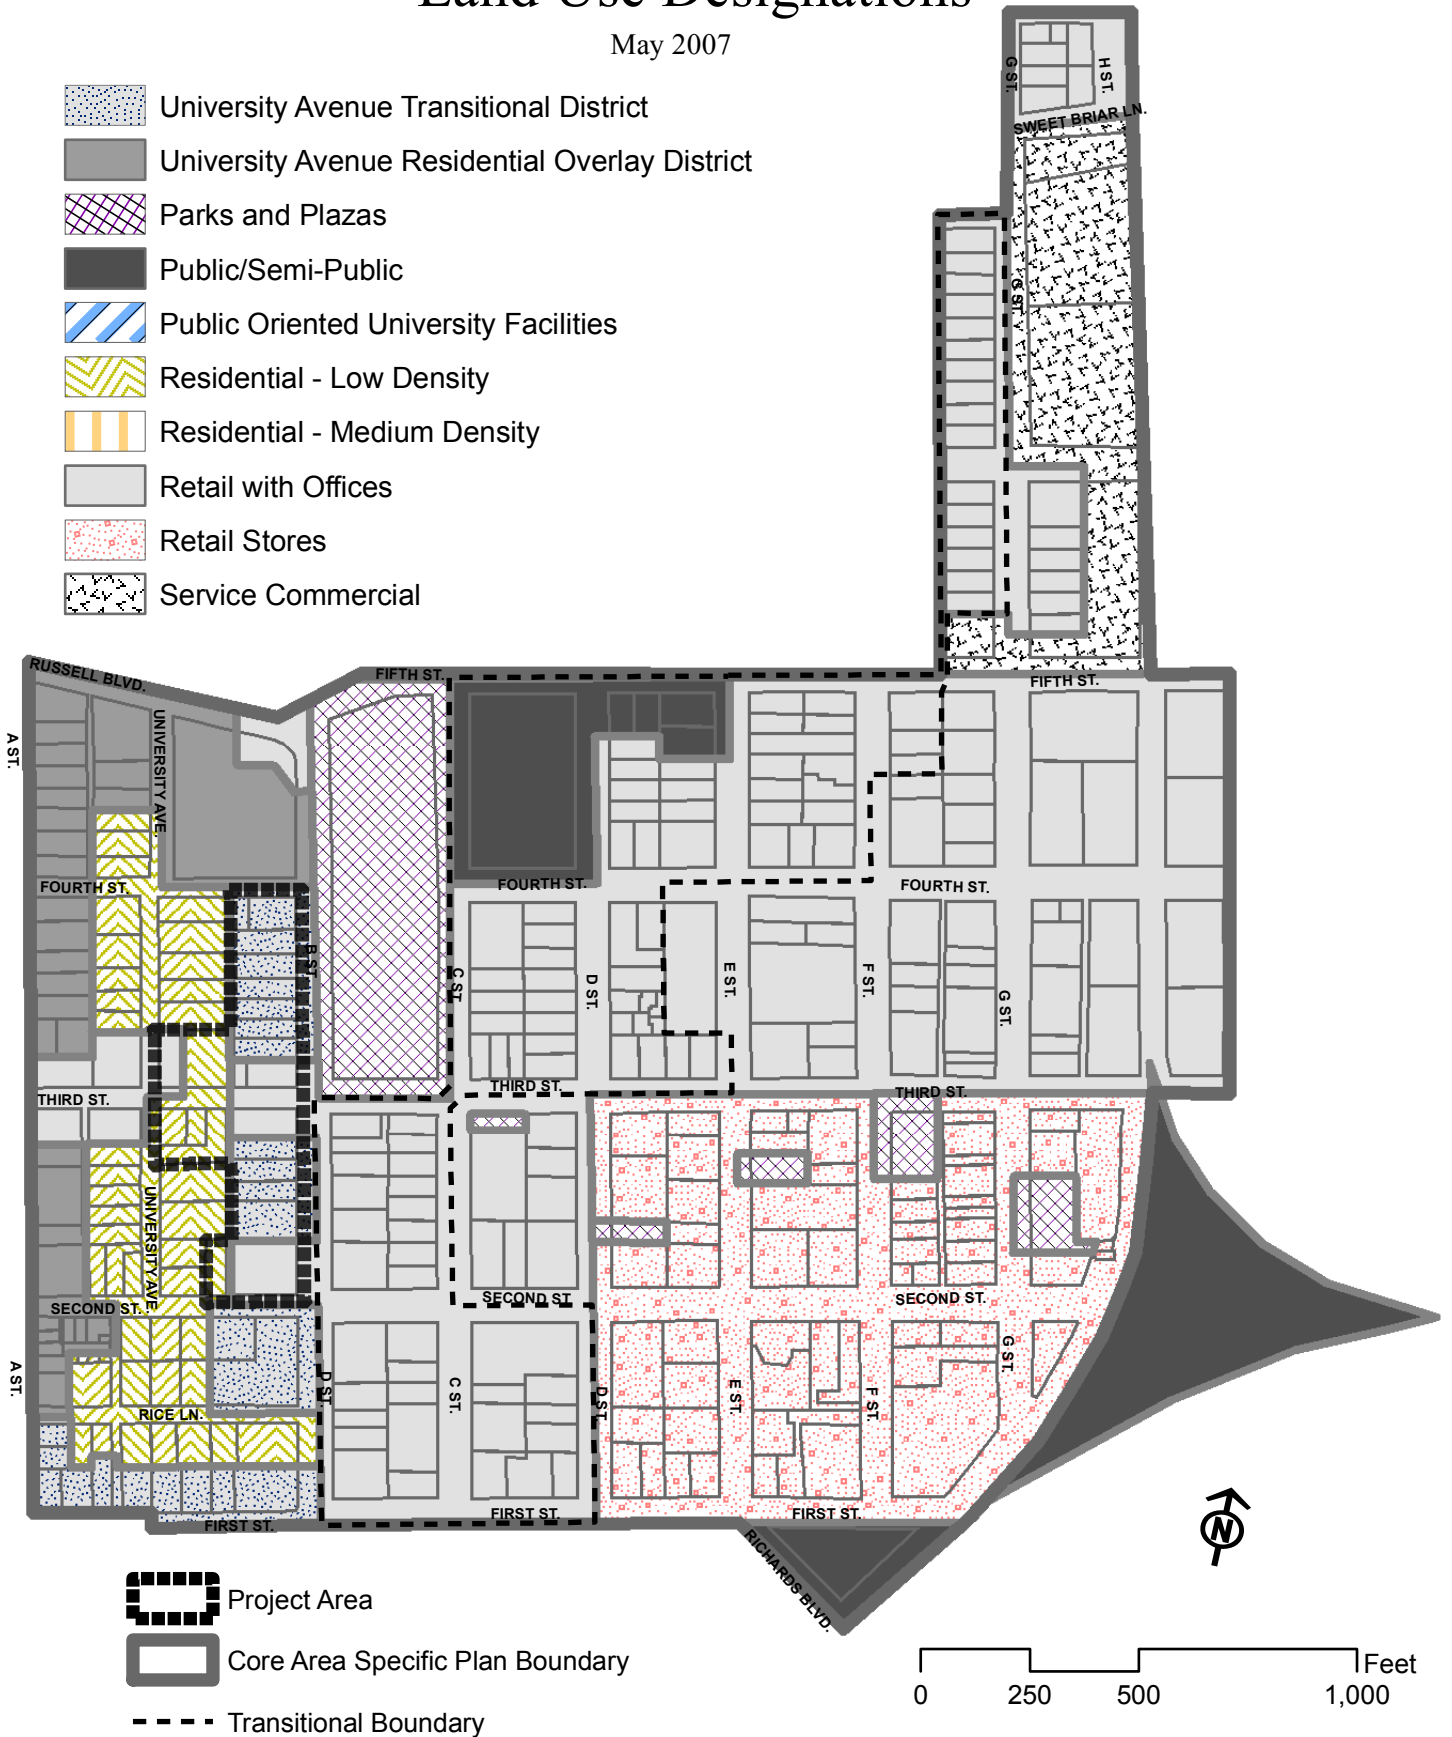 Land Use Designations
May 2007
University Avenue Transitional District
University Avenue Residential Overlay District
Parks and Plazas
Public/Semi-Public
Public Oriented University Facilities
Residential - Low Density
Residential - Medium Density
Retail with Offices
Retail Stores
Service Commercial
G ST.
H ST.
SWEET BRIAR LN.
G ST.
RUSSELL BLVD.
FIFTH ST.
FIFTH ST.
A ST.
UNIVERSITY AVE.
FOURTH ST.
FOURTH ST.
FOURTH ST.
B ST.
C ST.
D ST.
E ST.
F ST.
G ST.
THIRD ST.
THIRD ST.
THIRD ST.
UNIVERSITY AVE.
SECOND ST.
SECOND ST
SECOND ST.
A ST.
D ST.
C ST.
D ST.
E ST.
F ST.
G ST.
RICE LN.
FIRST ST.
FIRST ST.
FIRST ST.
RICHARDS BLVD.
N
Project Area
Core Area Specific Plan Boundary
Transitional Boundary
Feet
0 250 500 1,000